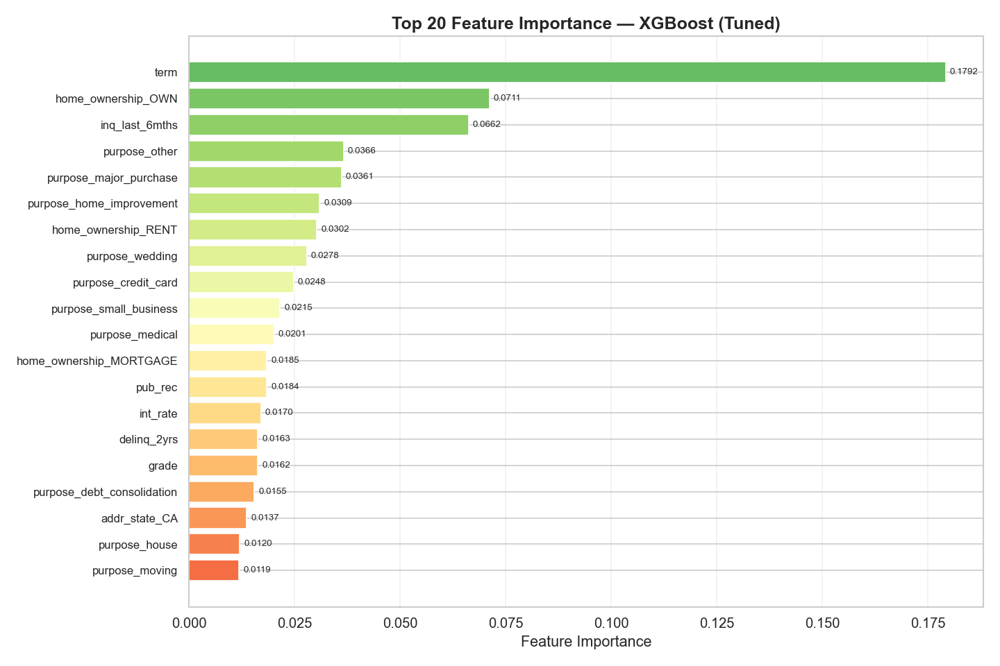 Top 20 Feature Importance — XGBoost (Tuned)
term 0.1792
home_ownership_OWN 0.0711
inq_last_6mths 0.0662
purpose_other 0.0366
purpose_major_purchase 0.0361
purpose_home_improvement 0.0309
home_ownership_RENT 0.0302
purpose_wedding 0.0278
purpose_credit_card 0.0248
purpose_small_business 0.0215
purpose_medical 0.0201
home_ownership_MORTGAGE 0.0185
pub_rec 0.0184
int_rate 0.0170
delinq_2yrs 0.0163
grade 0.0162
purpose_debt_consolidation 0.0155
addr_state_CA 0.0137
purpose_house 0.0120
purpose_moving 0.0119
0.000 0.025 0.050 0.075 0.100 0.125 0.150 0.175
Feature Importance